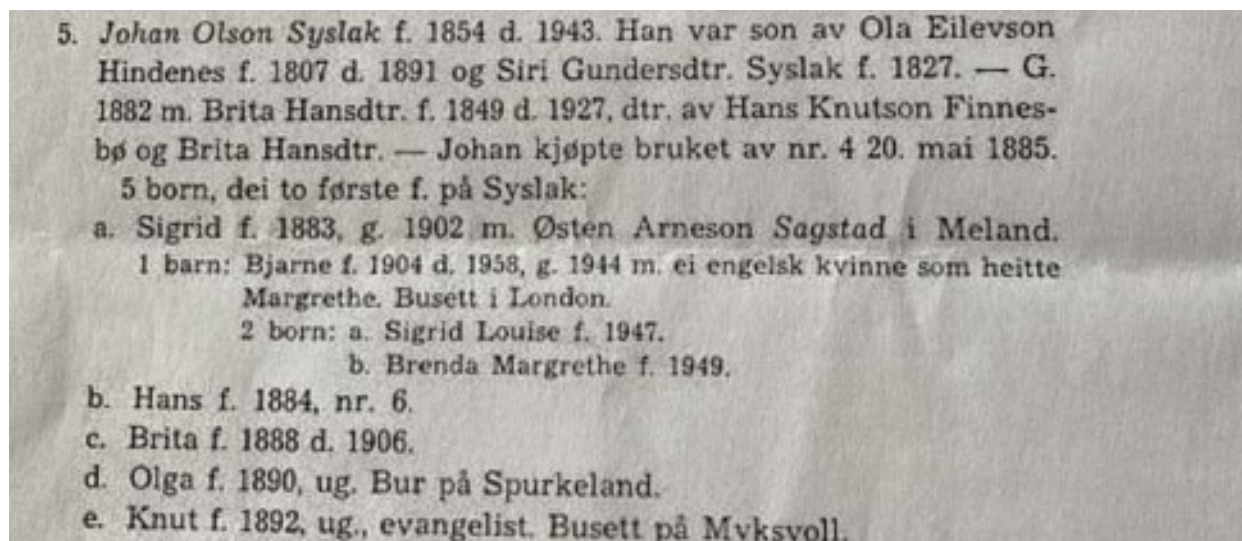 5. Johan Olson Syslak f. 1854 d. 1943. Han var son av Ola Eilevson
Hindenes f. 1807 d. 1891 og Siri Gundersdtr. Syslak f. 1827. — G.
1882 m. Brita Hansdtr. f. 1849 d. 1927, dtr. av Hans Knutson Finnes-
bø og Brita Hansdtr. — Johan kjøpte bruket av nr. 4 20. mai 1885.
5 born, dei to første f. på Syslak:
a. Sigrid f. 1883, g. 1902 m. Østen Arneson Sagstad i Meland.
1 barn: Bjarne f. 1904 d. 1958, g. 1944 m. ei engelsk kvinne som heitte
Margrethe. Busett i London.
2 born: a. Sigrid Louise f. 1947.
b. Brenda Margrethe f. 1949.
b. Hans f. 1884, nr. 6.
c. Brita f. 1888 d. 1906.
d. Olga f. 1890, ug. Bur på Spurkeland.
e. Knut f. 1892, ug., evangelist. Busett på Myksvoll.